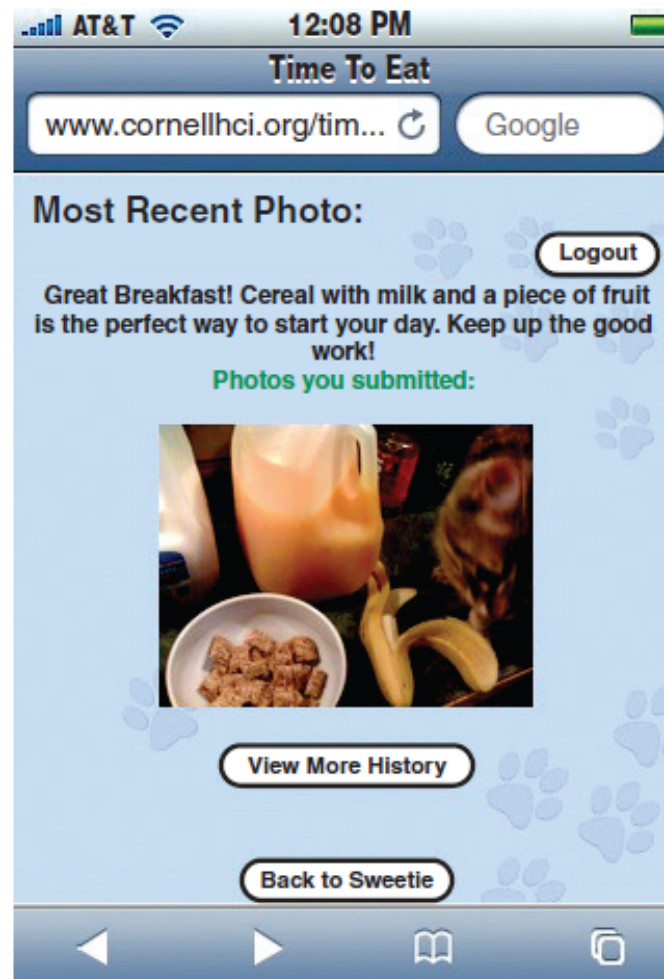 AT&T 12:08 PM
Time To Eat
www.cornellhci.org/tim... Google
Most Recent Photo:
Logout
Great Breakfast! Cereal with milk and a piece of fruit
is the perfect way to start your day. Keep up the good
work!
Photos you submitted:
View More History
Back to Sweetie